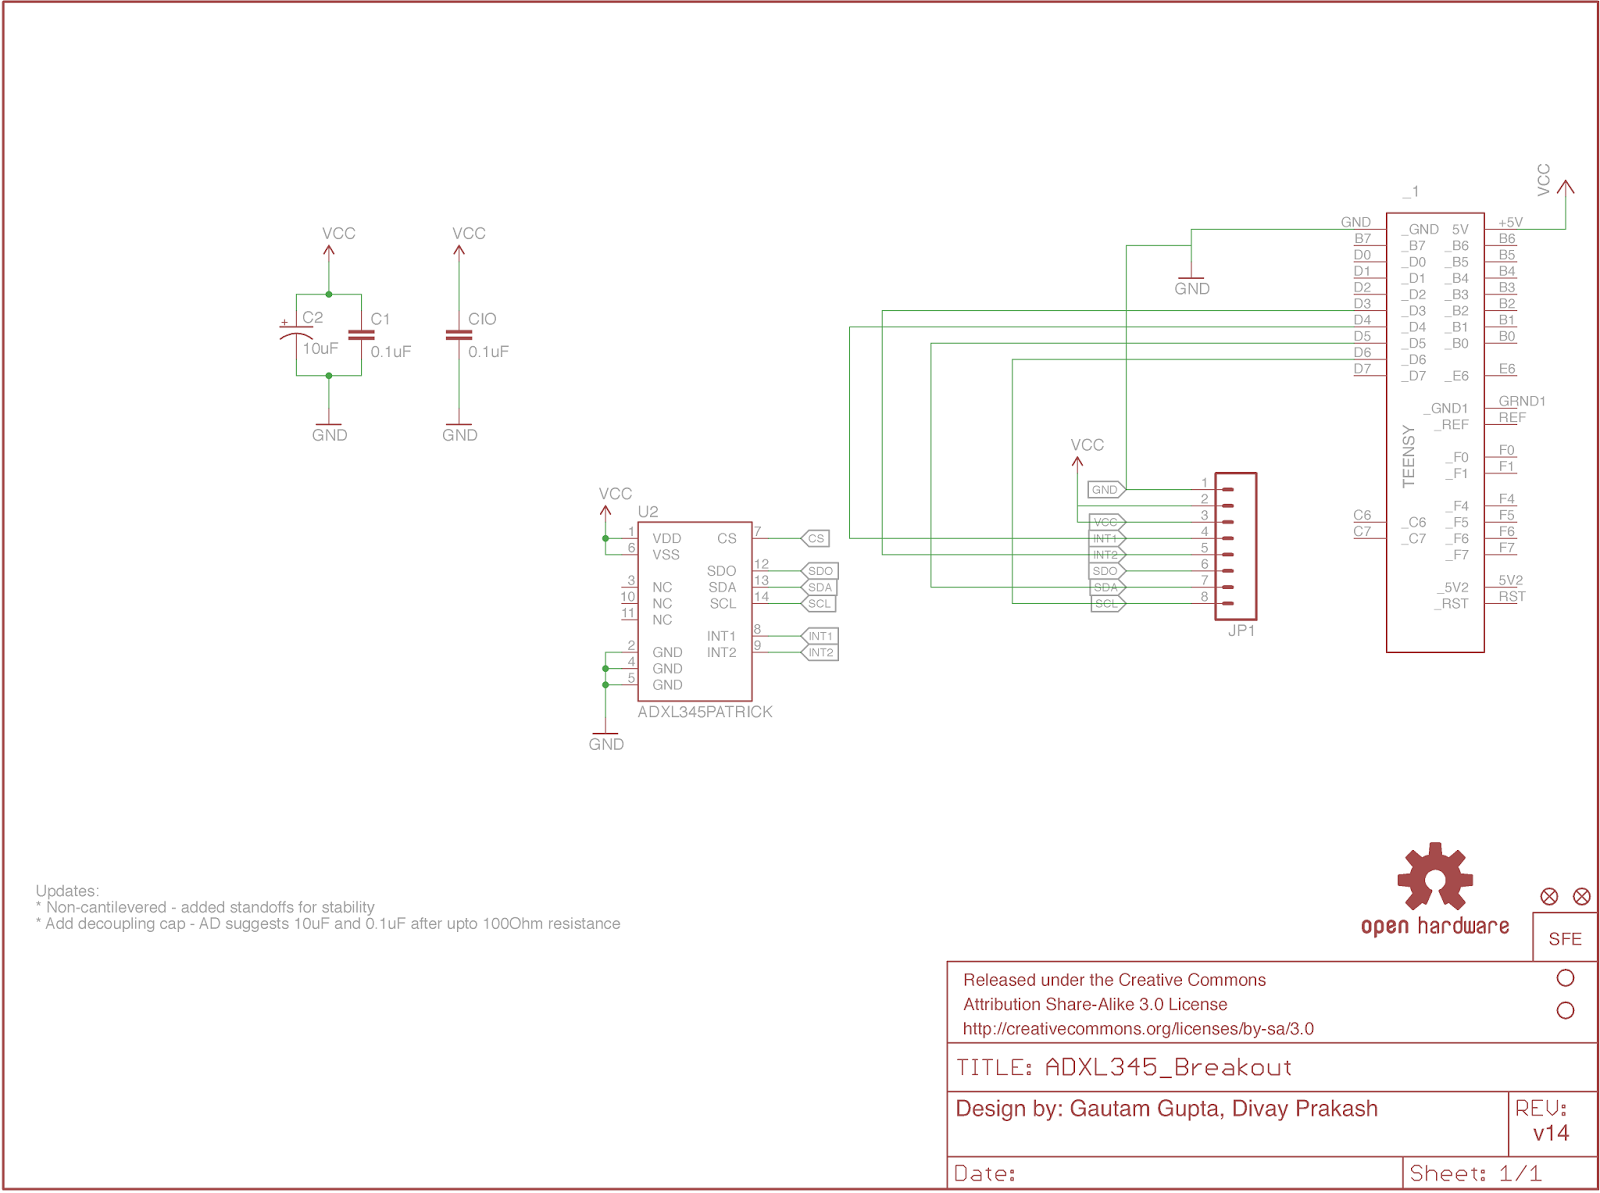 VCC
C2
10uF
C1
0.1uF
GND
VCC
CIO
0.1uF
GND
VCC
U2
1 VDD CS 7 CS
6 VSS
SDO 12 SDO
3 NC SDA 13 SDA
10 NC SCL 14 SCL
11 NC
INT1 8 INT1
2 GND INT2 9 INT2
4 GND
5 GND
ADXL345PATRICK
GND
VCC
GND 1
2
VCC 3
INT1 4
INT2 5
SDO 6
SDA 7
SCL 8
JP1
GND
VCC
_1
GND _GND 5V +5V
B7 _B7 _B6 B6
D0 _D0 _B5 B5
D1 _D1 _B4 B4
D2 _D2 _B3 B3
D3 _D3 _B2 B2
D4 _D4 _B1 B1
D5 _D5 _B0 B0
D6 _D6
D7 _D7 _E6 E6
_GND1 GRND1
_REF REF
TEENSY
_F0 F0
_F1 F1
_F4 F4
C6 _C6 _F5 F5
C7 _C7 _F6 F6
_F7 F7
_5V2 5V2
_RST RST
Updates:
* Non-cantilevered - added standoffs for stability
* Add decoupling cap - AD suggests 10uF and 0.1uF after upto 100Ohm resistance
open hardware
SFE
Released under the Creative Commons
Attribution Share-Alike 3.0 License
http://creativecommons.org/licenses/by-sa/3.0
TITLE: ADXL345_Breakout
Design by: Gautam Gupta, Divay Prakash
REV:
v14
Date:
Sheet: 1/1